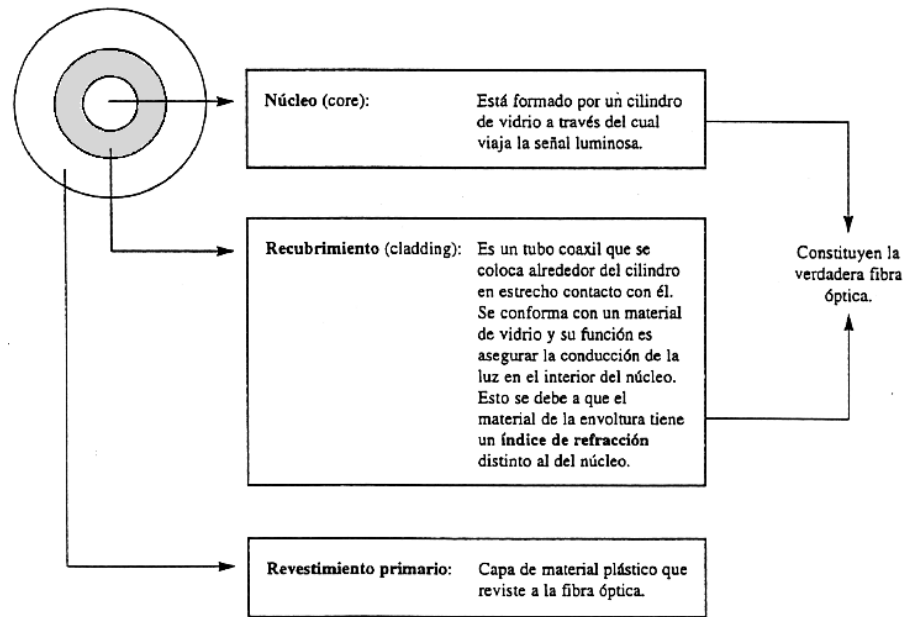 Núcleo (core): Está formado por un cilindro
de vidrio a través del cual
viaja la señal luminosa.
Recubrimiento (cladding): Es un tubo coaxil que se
coloca alrededor del cilindro
en estrecho contacto con él.
Se conforma con un material
de vidrio y su función es
asegurar la conducción de la
luz en el interior del núcleo.
Esto se debe a que el
material de la envoltura tiene
un índice de refracción
distinto al del núcleo.
Constituyen la
verdadera fibra
óptica.
Revestimiento primario: Capa de material plástico que
reviste a la fibra óptica.